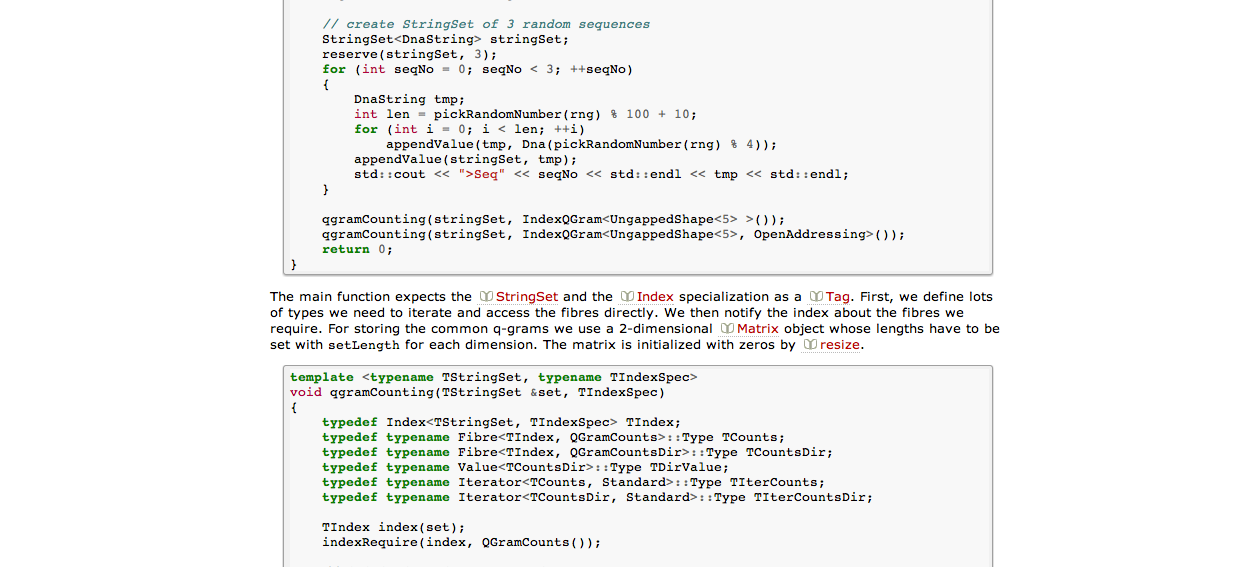 // create StringSet of 3 random sequences
StringSet<DnaString> stringSet;
reserve(stringSet, 3);
for (int seqNo = 0; seqNo < 3; ++seqNo)
{
DnaString tmp;
int len = pickRandomNumber(rng) % 100 + 10;
for (int i = 0; i < len; ++i)
appendValue(tmp, Dna(pickRandomNumber(rng) % 4));
appendValue(stringSet, tmp);
std::cout << ">Seq" << seqNo << std::endl << tmp << std::endl;
}
qgramCounting(stringSet, IndexQGram<UngappedShape<5> >());
qgramCounting(stringSet, IndexQGram<UngappedShape<5>, OpenAddressing>());
return 0;
}
The main function expects the StringSet and the Index specialization as a Tag. First, we define lots
of types we need to iterate and access the fibres directly. We then notify the index about the fibres we
require. For storing the common q-grams we use a 2-dimensional Matrix object whose lengths have to be
set with setLength for each dimension. The matrix is initialized with zeros by resize.
template <typename TStringSet, typename TIndexSpec>
void qgramCounting(TStringSet &set, TIndexSpec)
{
typedef Index<TStringSet, TIndexSpec> TIndex;
typedef typename Fibre<TIndex, QGramCounts>::Type TCounts;
typedef typename Fibre<TIndex, QGramCountsDir>::Type TCountsDir;
typedef typename Value<TCountsDir>::Type TDirValue;
typedef typename Iterator<TCounts, Standard>::Type TIterCounts;
typedef typename Iterator<TCountsDir, Standard>::Type TIterCountsDir;
TIndex index(set);
indexRequire(index, QGramCounts());